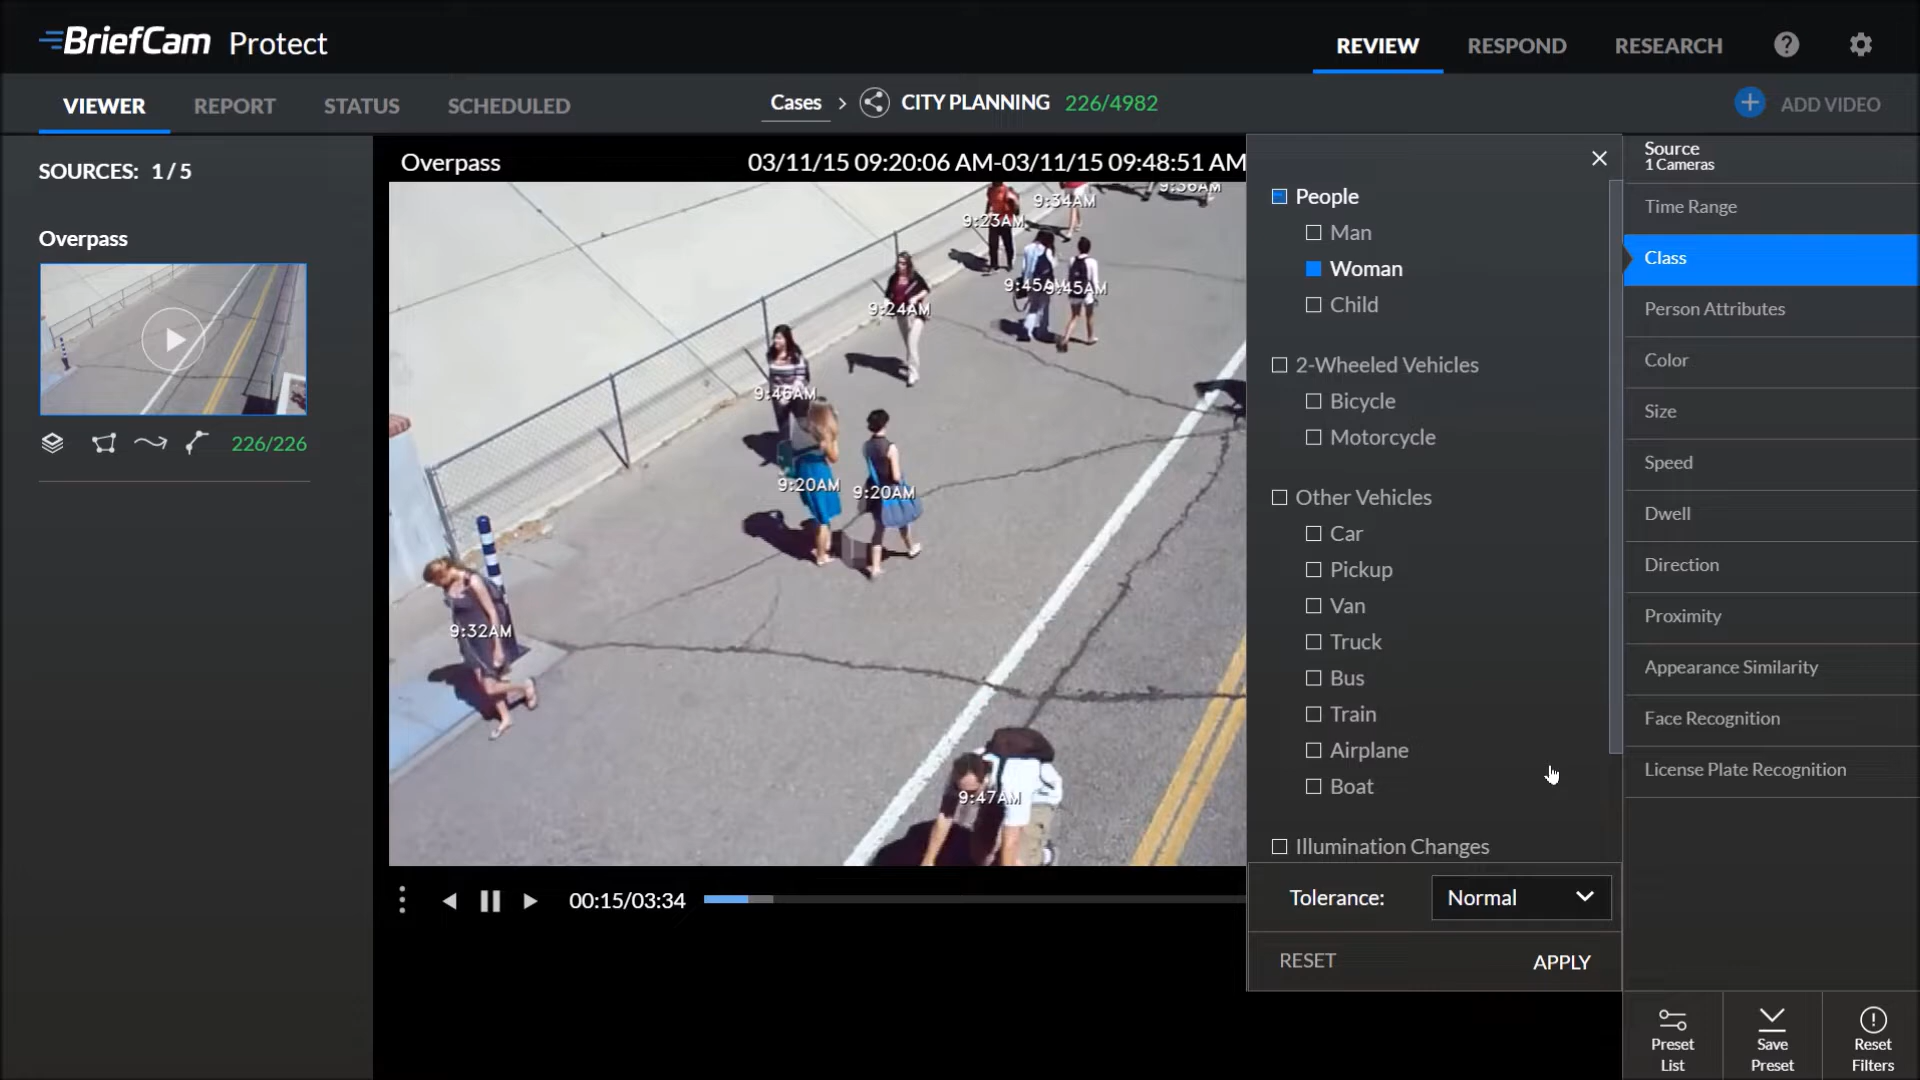 BriefCam Protect
REVIEW RESPOND RESEARCH ?
VIEWER REPORT STATUS SCHEDULED
Cases > CITY PLANNING 226/4982
+ ADD VIDEO
SOURCES: 1/5
Overpass
226/226
Overpass 03/11/15 09:20:06 AM-03/11/15 09:48:51 AM
9:36AM
9:34AM
9:23AM
9:45AM 9:45AM
9:24AM
9:46AM
9:20AM 9:20AM
9:32AM
9:47AM
00:15/03:34
People
Man
Woman
Child
2-Wheeled Vehicles
Bicycle
Motorcycle
Other Vehicles
Car
Pickup
Van
Truck
Bus
Train
Airplane
Boat
Illumination Changes
Tolerance: Normal
RESET APPLY
Source
1 Cameras
Time Range
Class
Person Attributes
Color
Size
Speed
Dwell
Direction
Proximity
Appearance Similarity
Face Recognition
License Plate Recognition
Preset
List
Save
Preset
Reset
Filters